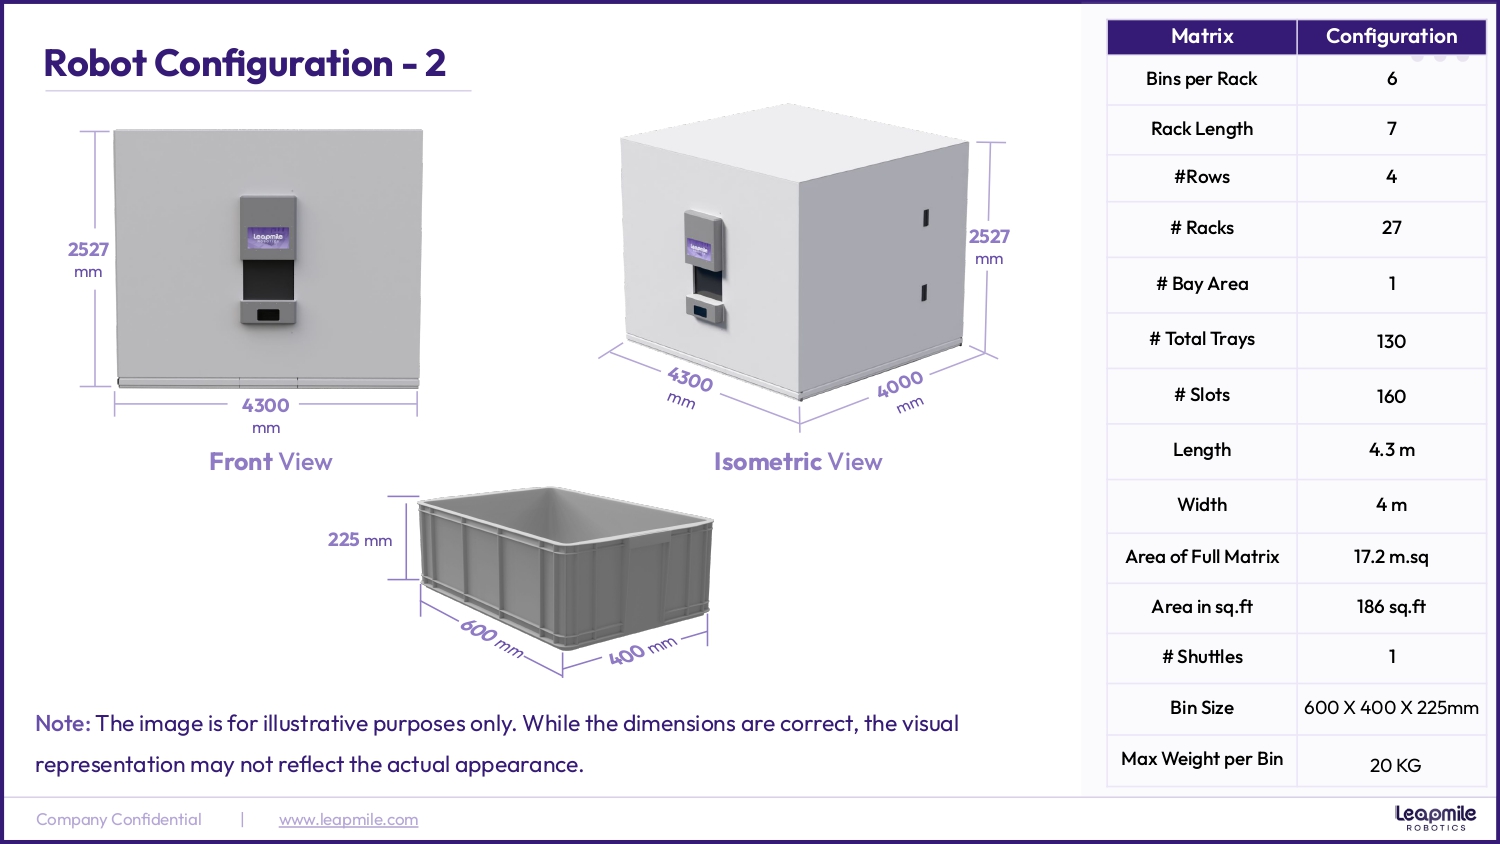 Robot Configuration - 2
2527
mm
Leapmile
ROBOTICS
4300
mm
Front View
2527
mm
Leapmile
4300
mm
4000
mm
Isometric View
225 mm
600 mm
400 mm
Note: The image is for illustrative purposes only. While the dimensions are correct, the visual
representation may not reflect the actual appearance.
Matrix Configuration
Bins per Rack 6
Rack Length 7
#Rows 4
# Racks 27
# Bay Area 1
# Total Trays 130
# Slots 160
Length 4.3 m
Width 4 m
Area of Full Matrix 17.2 m.sq
Area in sq.ft 186 sq.ft
# Shuttles 1
Bin Size 600 X 400 X 225mm
Max Weight per Bin 20 KG
Company Confidential | www.leapmile.com
Leapmile
ROBOTICS